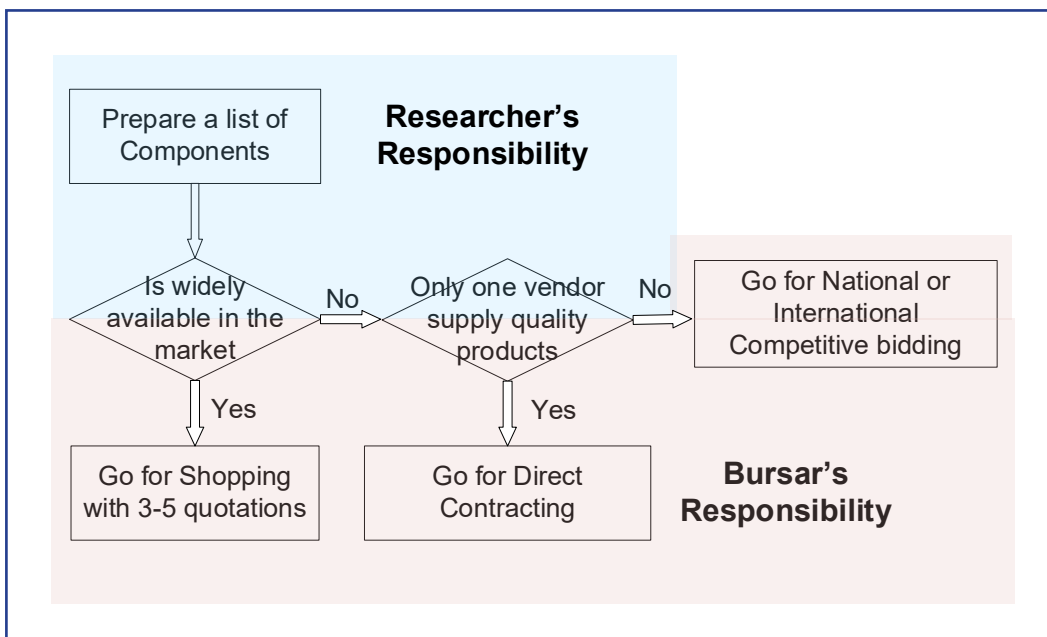 Prepare a list of
Components
Researcher's
Responsibility
Is widely
available in the
market
No
Only one vendor
supply quality
products
No
Go for National or
International
Competitive bidding
Yes
Yes
Go for Shopping
with 3-5 quotations
Go for Direct
Contracting
Bursar's
Responsibility